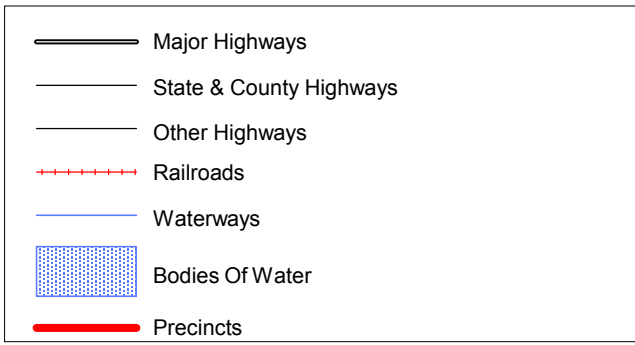 Major Highways
State & County Highways
Other Highways
Railroads
Waterways
Bodies Of Water
Precincts